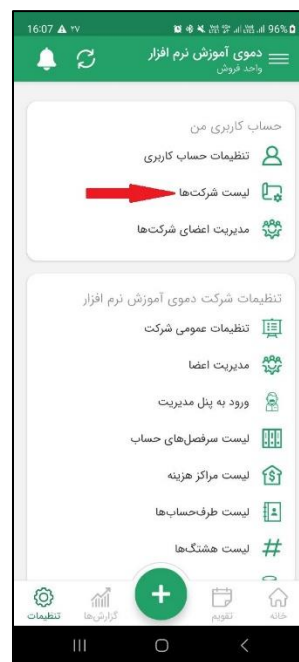 16:07 ۲۷ 96%
دموی آموزش نرم افزار
واحد فروش
حساب کاربری من
تنظیمات حساب کاربری
لیست شرکت‌ها
مدیریت اعضای شرکت‌ها
تنظیمات شرکت دموی آموزش نرم افزار
تنظیمات عمومی شرکت
مدیریت اعضا
ورود به پنل مدیریت
لیست سرفصل‌های حساب
لیست مراکز هزینه
لیست طرف‌حساب‌ها
لیست هشتگ‌ها
خانه
تقویم
گزارش‌ها
تنظیمات